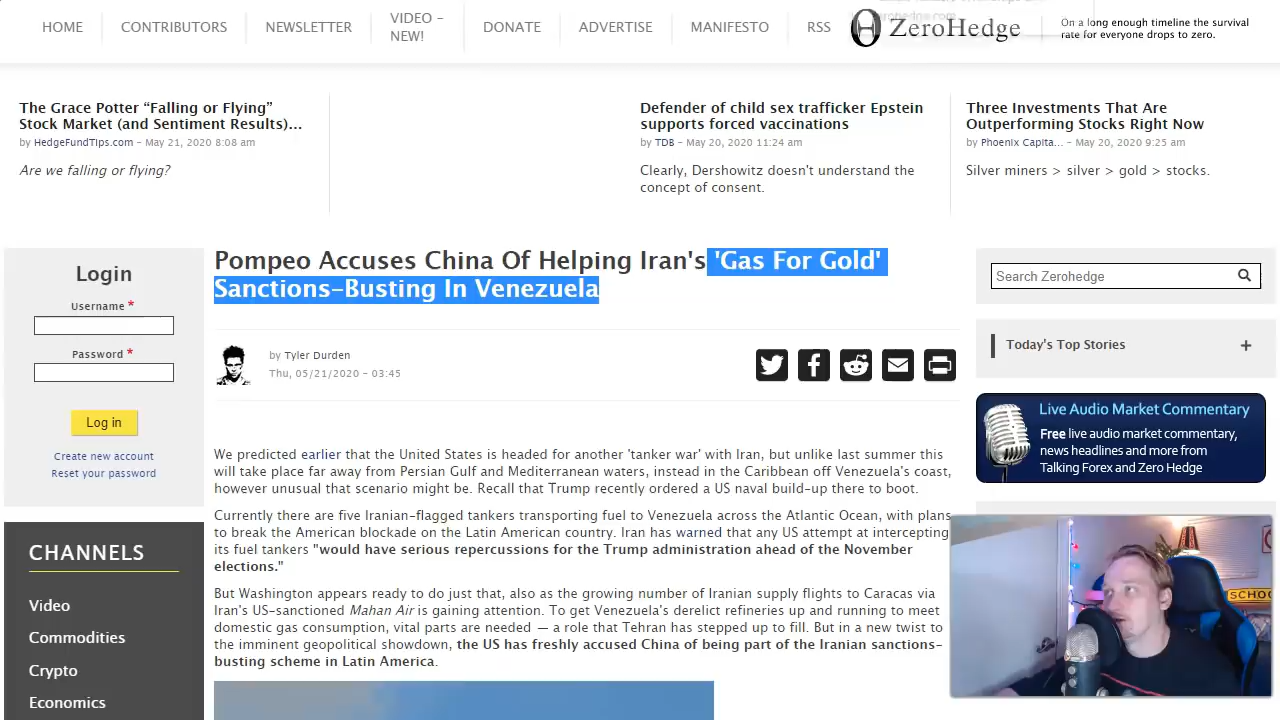 HOME
CONTRIBUTORS
NEWSLETTER
VIDEO –
NEW!
DONATE
ADVERTISE
MANIFESTO
RSS
ZeroHedge
On a long enough timeline the survival
rate for everyone drops to zero.
The Grace Potter “Falling or Flying”
Stock Market (and Sentiment Results)…
by HedgeFundTips.com – May 21, 2020 8:08 am
Are we falling or flying?
Defender of child sex trafficker Epstein
supports forced vaccinations
by TDB – May 20, 2020 11:24 am
Clearly, Dershowitz doesn't understand the
concept of consent.
Three Investments That Are
Outperforming Stocks Right Now
by Phoenix Capita... – May 20, 2020 9:25 am
Silver miners > silver > gold > stocks.
Login
Username *
Password *
Log in
Create new account
Reset your password
CHANNELS
Video
Commodities
Crypto
Economics
Pompeo Accuses China Of Helping Iran's 'Gas For Gold'
Sanctions-Busting In Venezuela
by Tyler Durden
Thu, 05/21/2020 – 03:45
We predicted earlier that the United States is headed for another 'tanker war' with Iran, but unlike last summer this
will take place far away from Persian Gulf and Mediterranean waters, instead in the Caribbean off Venezuela's coast,
however unusual that scenario might be. Recall that Trump recently ordered a US naval build-up there to boot.
Currently there are five Iranian-flagged tankers transporting fuel to Venezuela across the Atlantic Ocean, with plans
to break the American blockade on the Latin American country. Iran has warned that any US attempt at intercepting
its fuel tankers "would have serious repercussions for the Trump administration ahead of the November
elections."
But Washington appears ready to do just that, also as the growing number of Iranian supply flights to Caracas via
Iran's US-sanctioned Mahan Air is gaining attention. To get Venezuela's derelict refineries up and running to meet
domestic gas consumption, vital parts are needed — a role that Tehran has stepped up to fill. But in a new twist to
the imminent geopolitical showdown, the US has freshly accused China of being part of the Iranian sanctions-
busting scheme in Latin America.
Search Zerohedge
Today's Top Stories
+
Live Audio Market Commentary
Free live audio market commentary,
news headlines and more from
Talking Forex and Zero Hedge
SCHOO